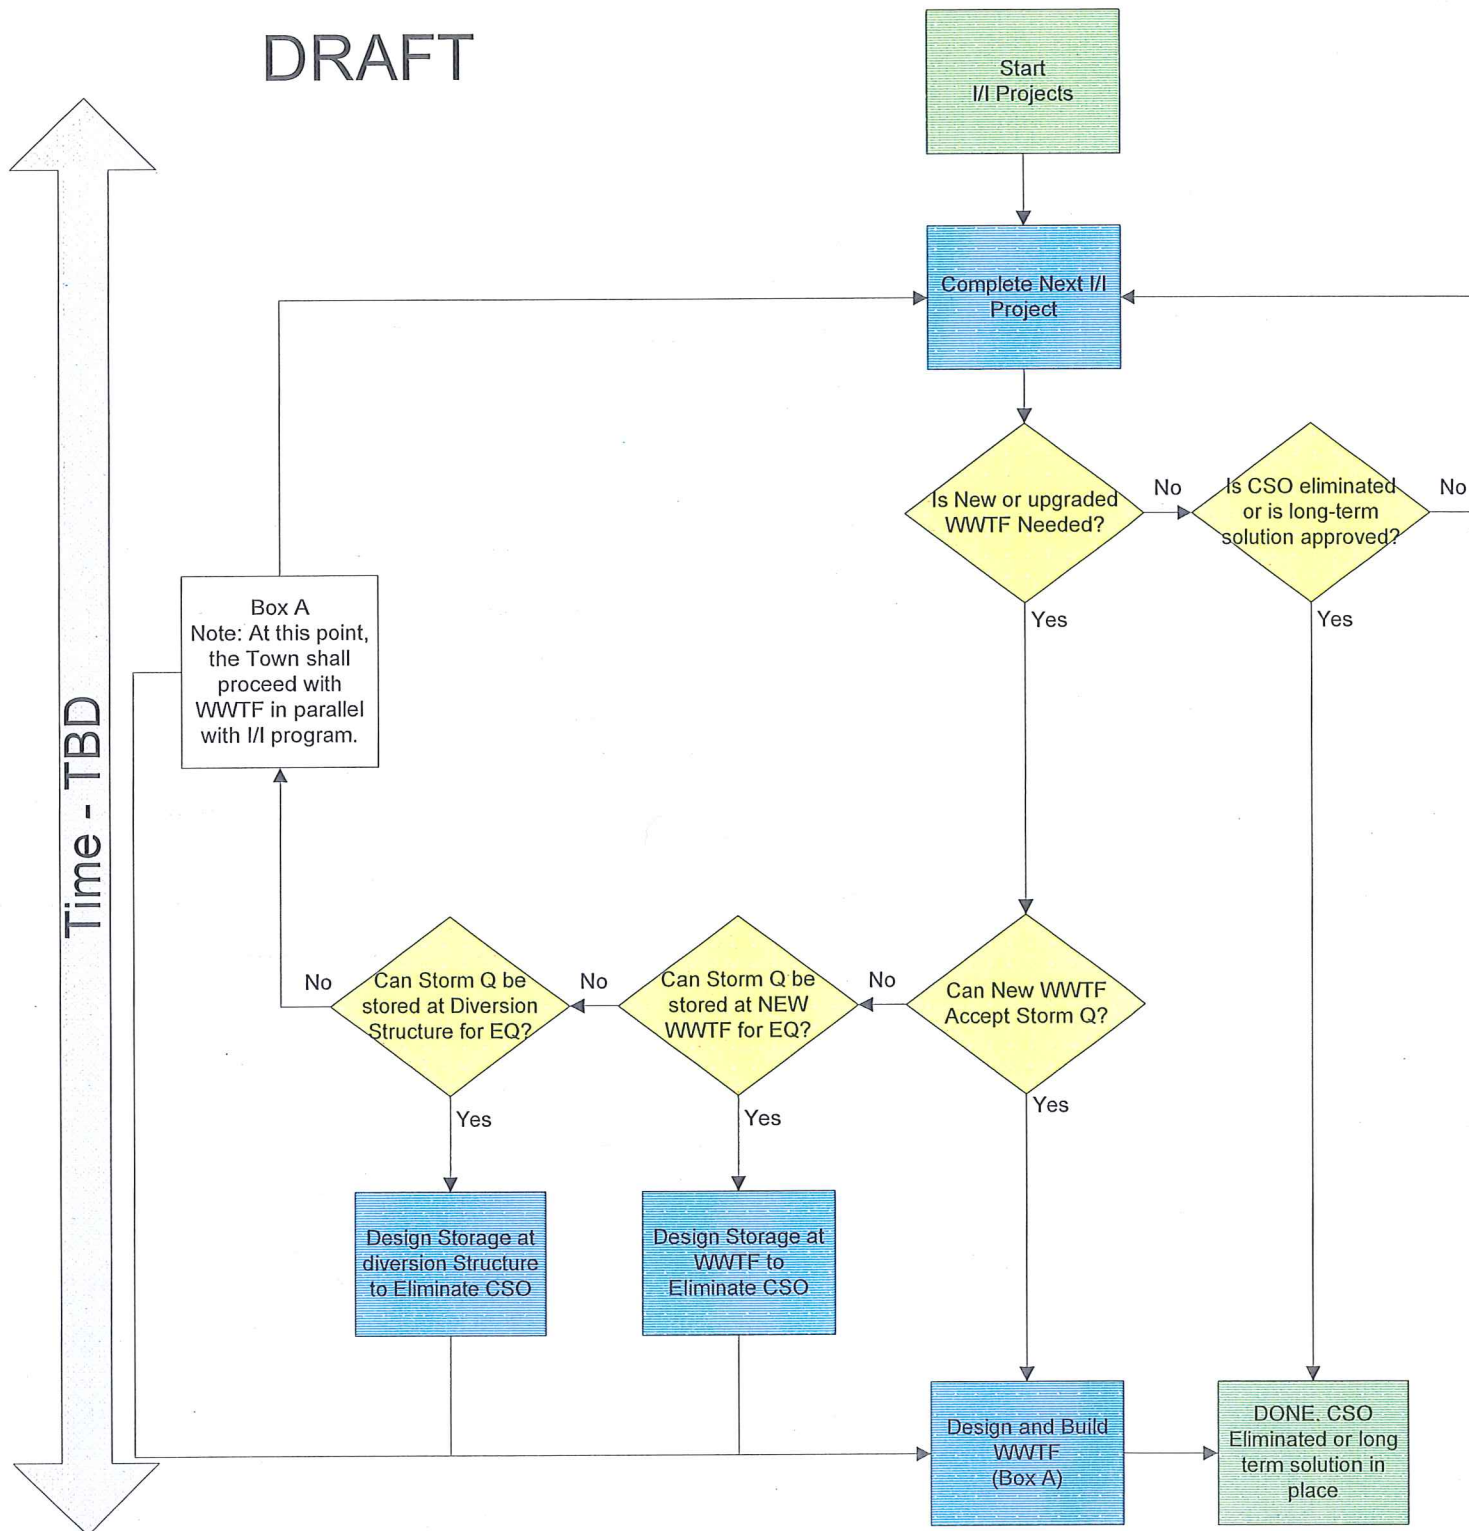 DRAFT
Start
I/I Projects
Complete Next I/I
Project
Is New or upgraded
WWTF Needed?
No
Is CSO eliminated
or is long-term
solution approved?
No
Yes
Yes
Box A
Note: At this point,
the Town shall
proceed with
WWTF in parallel
with I/I program.
Time - TBD
Can Storm Q be
stored at Diversion
Structure for EQ?
No
Can Storm Q be
stored at NEW
WWTF for EQ?
No
Can New WWTF
Accept Storm Q?
No
Yes
Yes
Yes
Design Storage at
diversion Structure
to Eliminate CSO
Design Storage at
WWTF to
Eliminate CSO
Design and Build
WWTF
(Box A)
DONE. CSO
Eliminated or long
term solution in
place